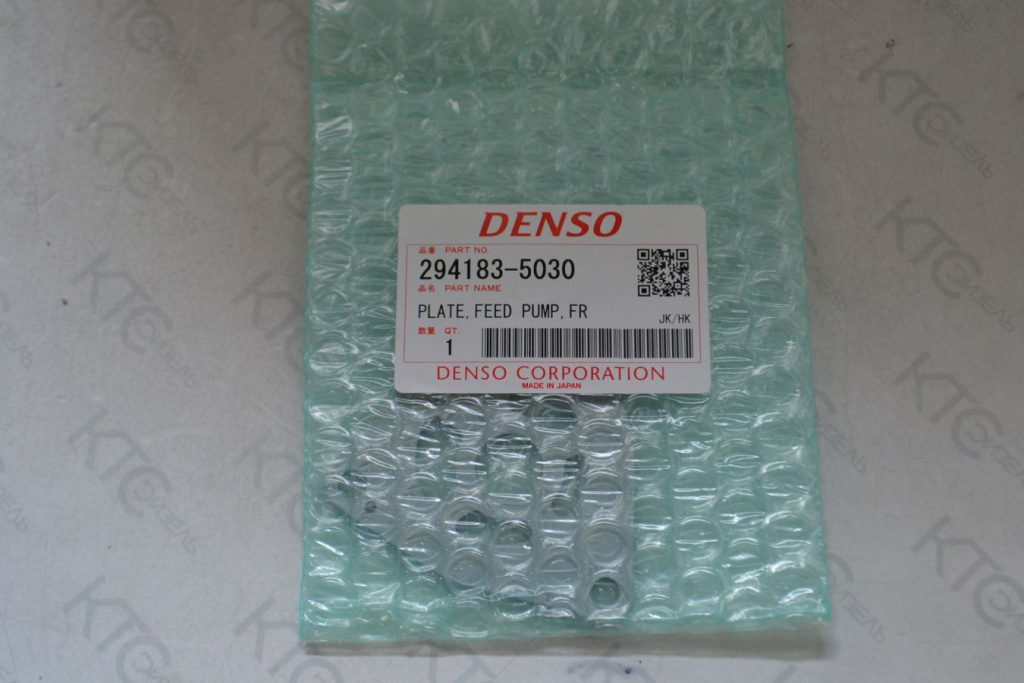 DENSO
品番 PART NO.
294183-5030
品名 PART NAME
PLATE,FEED PUMP,FR
JK/HK
数量 QT.
1
DENSO CORPORATION
MADE IN JAPAN
КТСДИЗЕЛЬ